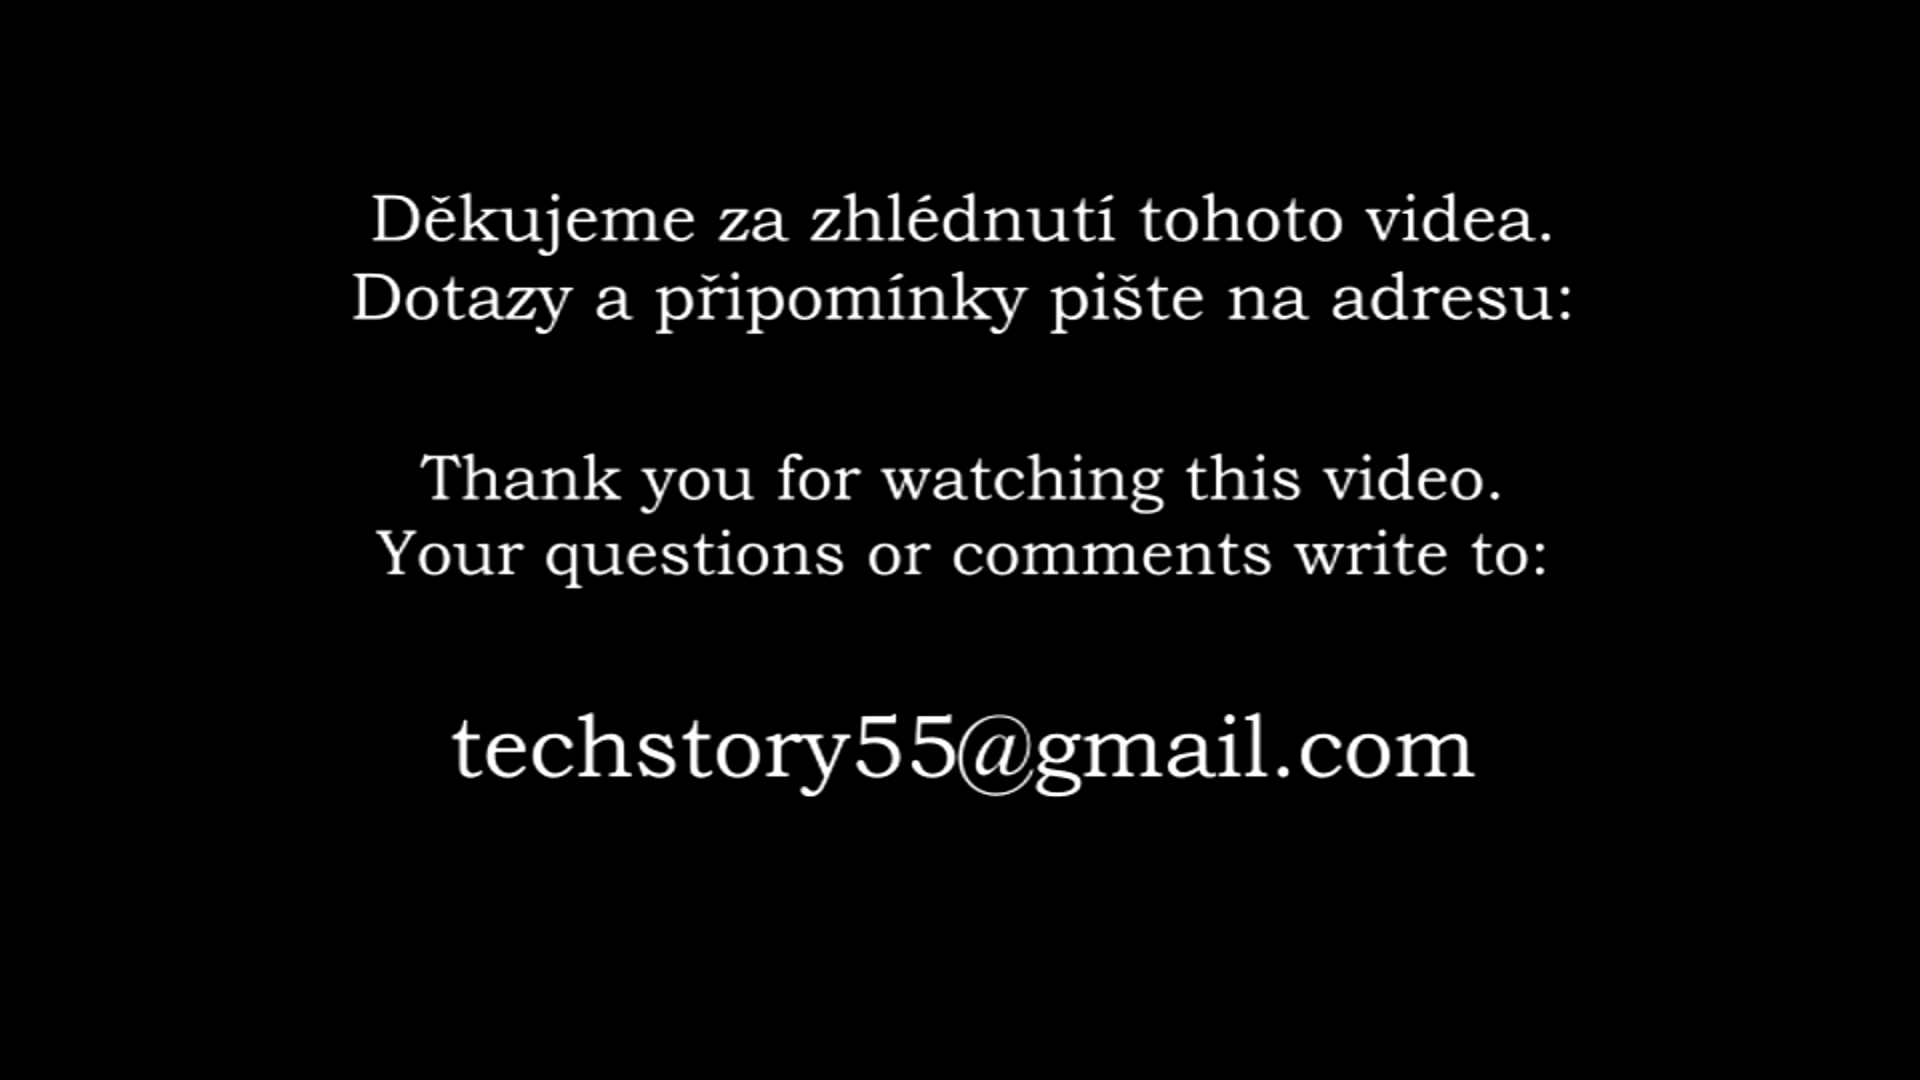 Děkujeme za zhlédnutí tohoto videa.
Dotazy a připomínky pište na adresu:
Thank you for watching this video.
Your questions or comments write to:
techstory55@gmail.com